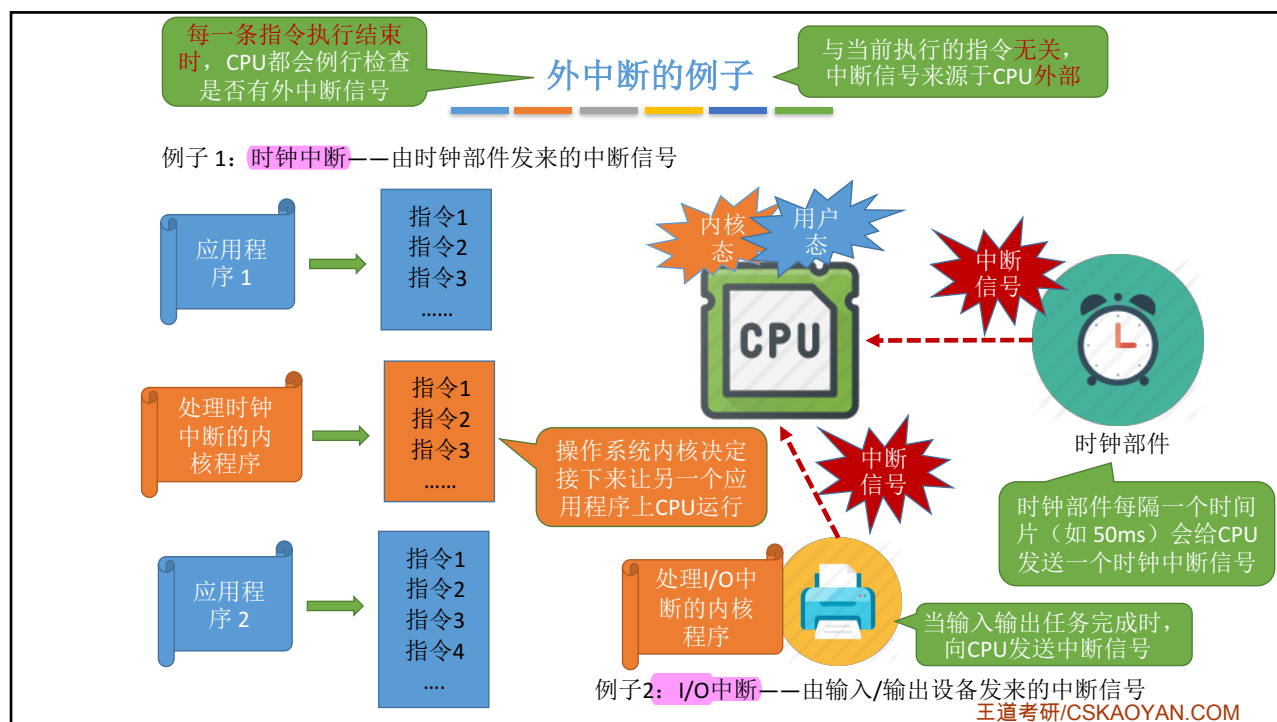 每一条指令执行结束
时，CPU都会例行检查
是否有外中断信号
外中断的例子
与当前执行的指令无关，
中断信号来源于CPU外部
例子 1：时钟中断——由时钟部件发来的中断信号
应用程
序 1
指令1
指令2
指令3
……
内核
态
用户
态
中断
信号
CPU
时钟部件
处理时钟
中断的内
核程序
指令1
指令2
指令3
……
操作系统内核决定
接下来让另一个应
用程序上CPU运行
中断
信号
时钟部件每隔一个时间
片（如 50ms）会给CPU
发送一个时钟中断信号
应用程
序 2
指令1
指令2
指令3
指令4
….
处理I/O中
断的内核
程序
当输入输出任务完成时，
向CPU发送中断信号
例子2：I/O中断——由输入/输出设备发来的中断信号
王道考研/CSKAOYAN.COM